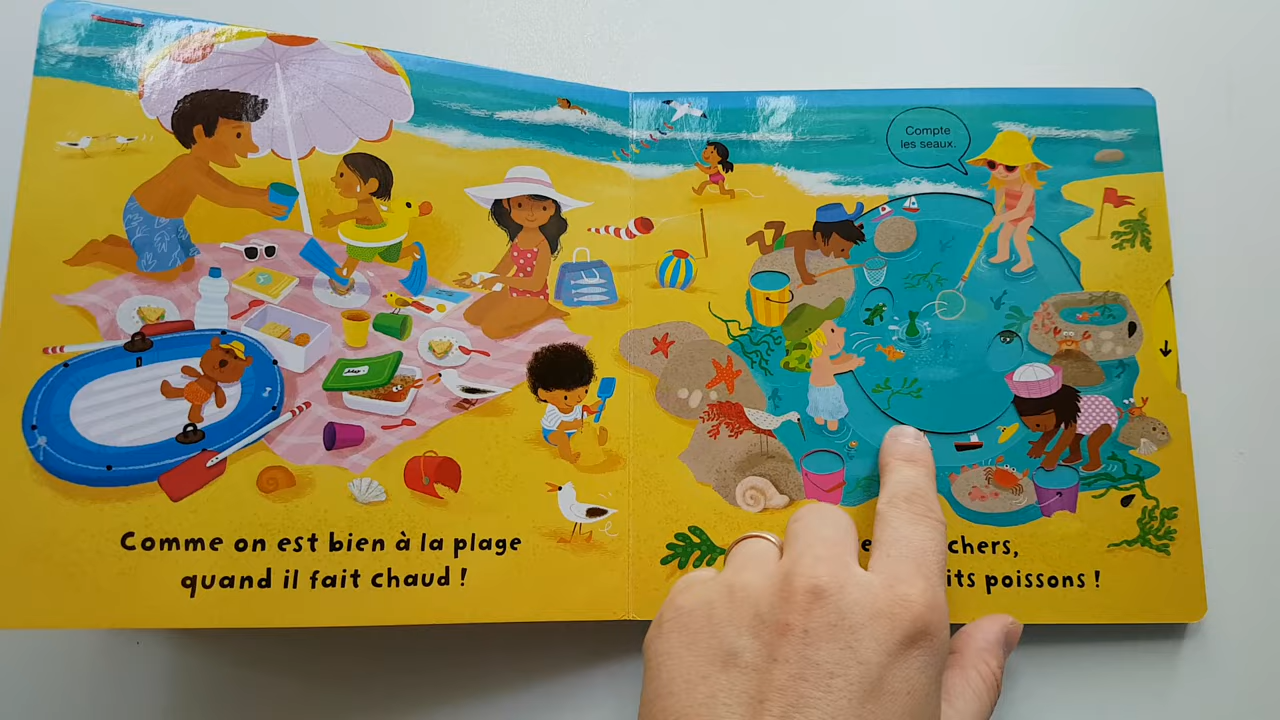 Compte
les seaux.
Comme on est bien à la plage
quand il fait chaud !
chers,
its poissons !